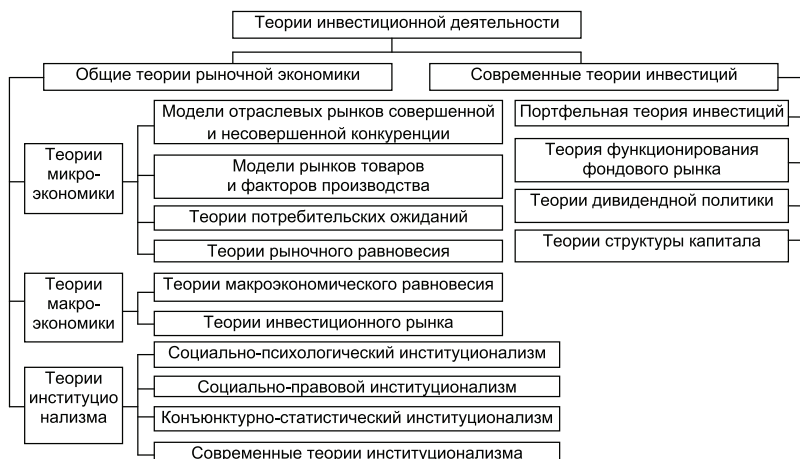 Теории инвестиционной деятельности
Общие теории рыночной экономики
Современные теории инвестиций
Теории
микро-
экономики
Модели отраслевых рынков совершенной
и несовершенной конкуренции
Модели рынков товаров
и факторов производства
Теории потребительских ожиданий
Теории рыночного равновесия
Портфельная теория инвестиций
Теория функционирования
фондового рынка
Теории дивидендной политики
Теории структуры капитала
Теории
макро-
экономики
Теории макроэкономического равновесия
Теории инвестиционного рынка
Теории
институцио
нализма
Социально-психологический институционализм
Социально-правовой институционализм
Конъюнктурно-статистический институционализм
Современные теории институционализма